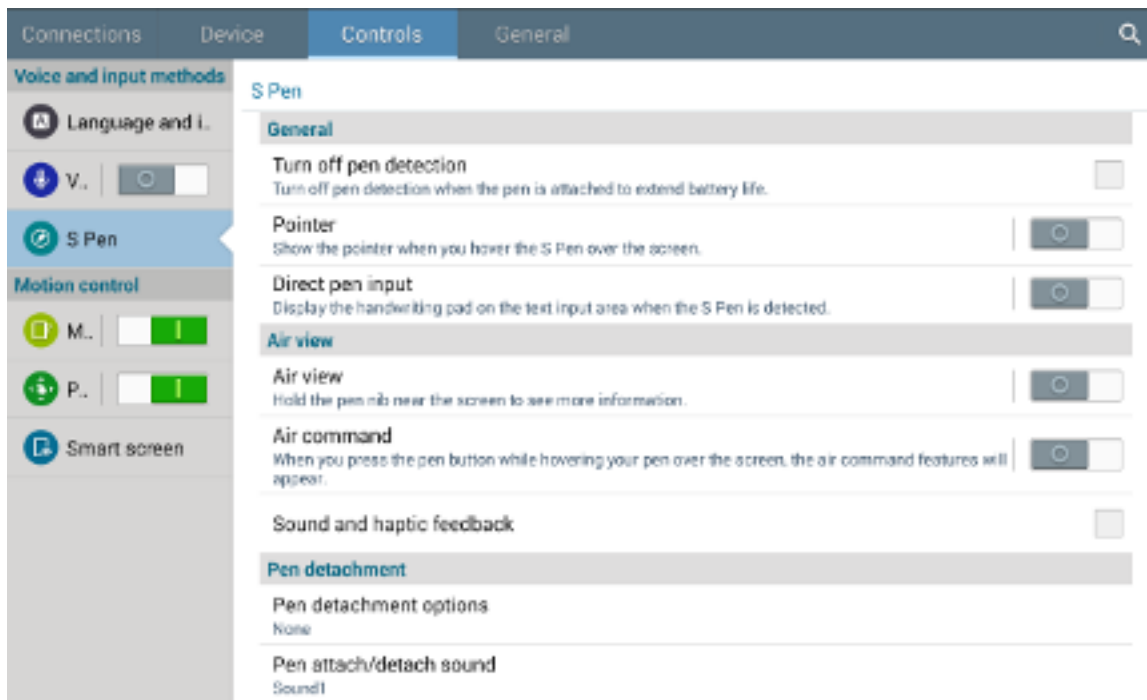 Connections Device Controls General
Voice and input methods
Language and i..
V..
S Pen
Motion control
M..
P..
Smart screen
S Pen
General
Turn off pen detection
Turn off pen detection when the pen is attached to extend battery life.
Pointer
Show the pointer when you hover the S Pen over the screen.
Direct pen input
Display the handwriting pad on the text input area when the S Pen is detected.
Air view
Air view
Hold the pen nib near the screen to see more information.
Air command
When you press the pen button while hovering your pen over the screen, the air command features will
appear.
Sound and haptic feedback
Pen detachment
Pen detachment options
None
Pen attach/detach sound
Sound1